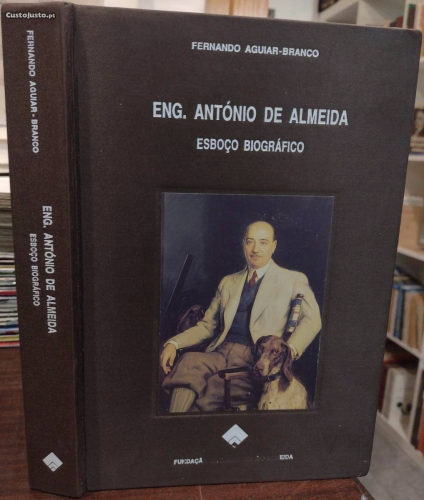 CustoJusto.pt
FERNANDO AGUIAR-BRANCO
ENG. ANTÓNIO DE ALMEIDA
ESBOÇO BIOGRÁFICO
FERNANDO AGUIAR-BRANCO
ENG. ANTÓNIO DE ALMEIDA
ESBOÇO BIOGRÁFICO